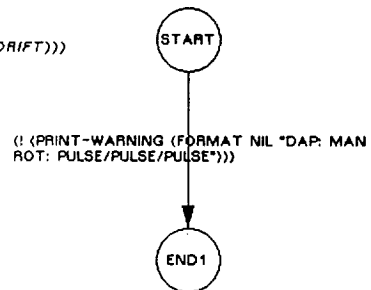 START
DRIFT)))
(! (PRINT-WARNING (FORMAT NIL "DAP: MAN
ROT: PULSE/PULSE/PULSE")))
END1